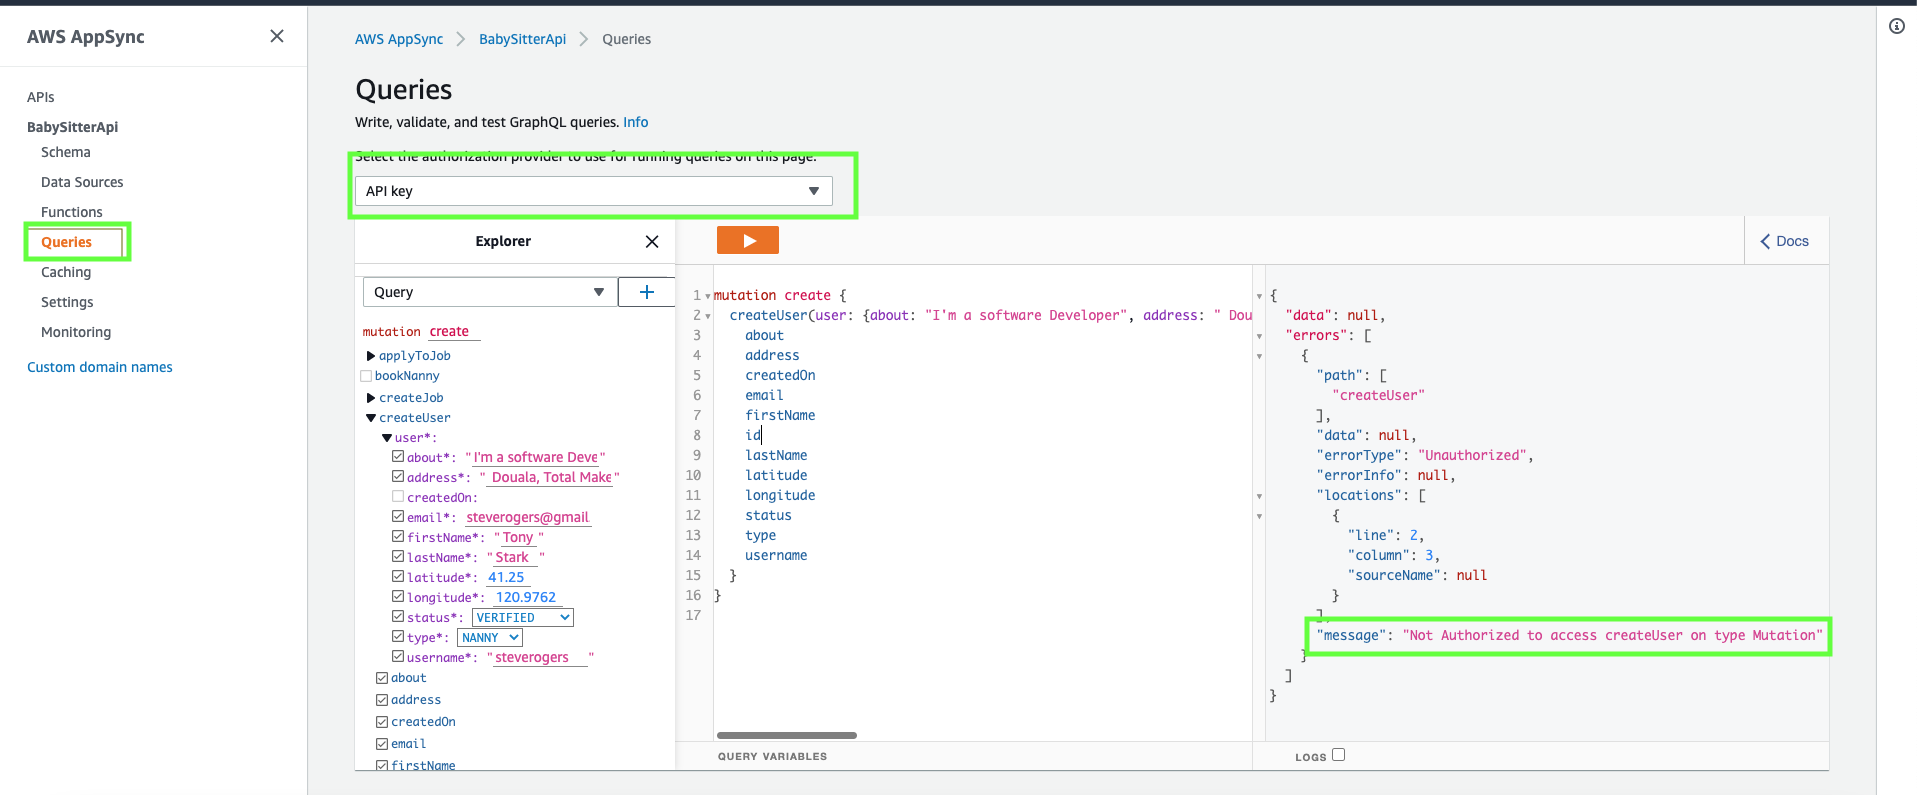 AWS AppSync
APIs
BabySitterApi
Schema
Data Sources
Functions
Queries
Caching
Settings
Monitoring
Custom domain names
AWS AppSync BabySitterApi Queries
Queries
Write, validate, and test GraphQL queries. Info
Select the authorization provider to use for running queries on this page.
API key
Explorer
Query
+
mutation create
applyToJob
bookNanny
createJob
createUser
user*:
about*: "I'm a software Deve"
address*: " Douala, Total Make"
createdOn:
email*: steverogers@gmail
firstName*: "Tony "
lastName*: "Stark "
latitude*: 41.25
longitude*: 120.9762
status*: VERIFIED
type*: NANNY
username*: "steverogers "
about
address
createdOn
email
firstName
Docs
1 mutation create {
2 createUser(user: {about: "I'm a software Developer", address: " Dou
3 about
4 address
5 createdOn
6 email
7 firstName
8 id
9 lastName
10 latitude
11 longitude
12 status
13 type
14 username
15 }
16 }
17
QUERY VARIABLES
{
"data": null,
"errors": [
{
"path": [
"createUser"
],
"data": null,
"errorType": "Unauthorized",
"errorInfo": null,
"locations": [
{
"line": 2,
"column": 3,
"sourceName": null
}
],
"message": "Not Authorized to access createUser on type Mutation"
}
]
}
LOGS